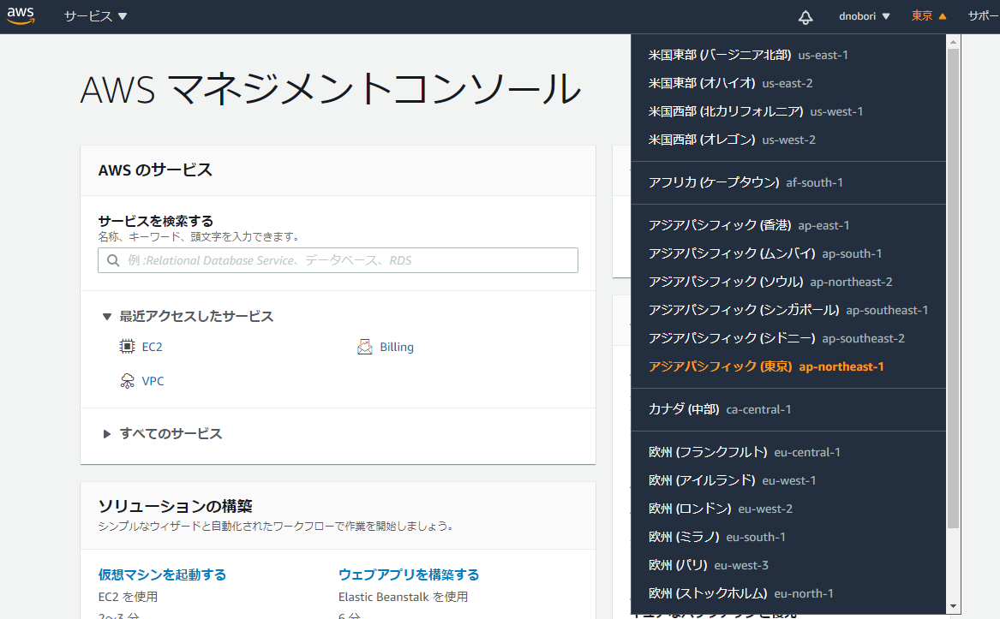 aws
サービス
dnobori
東京
サポー
AWS マネジメントコンソール
AWS のサービス
サービスを検索する
名称、キーワード、頭文字を入力できます。
例 :Relational Database Service、データベース、RDS
最近アクセスしたサービス
EC2
Billing
VPC
すべてのサービス
ソリューションの構築
シンプルなウィザードと自動化されたワークフローで作業を開始しましょう。
仮想マシンを起動する
EC2 を使用
2～3 分
ウェブアプリを構築する
Elastic Beanstalk を使用
6 分
米国東部 (バージニア北部) us-east-1
米国東部 (オハイオ) us-east-2
米国西部 (北カリフォルニア) us-west-1
米国西部 (オレゴン) us-west-2
アフリカ (ケープタウン) af-south-1
アジアパシフィック (香港) ap-east-1
アジアパシフィック (ムンバイ) ap-south-1
アジアパシフィック (ソウル) ap-northeast-2
アジアパシフィック (シンガポール) ap-southeast-1
アジアパシフィック (シドニー) ap-southeast-2
アジアパシフィック (東京) ap-northeast-1
カナダ (中部) ca-central-1
欧州 (フランクフルト) eu-central-1
欧州 (アイルランド) eu-west-1
欧州 (ロンドン) eu-west-2
欧州 (ミラノ) eu-south-1
欧州 (パリ) eu-west-3
欧州 (ストックホルム) eu-north-1